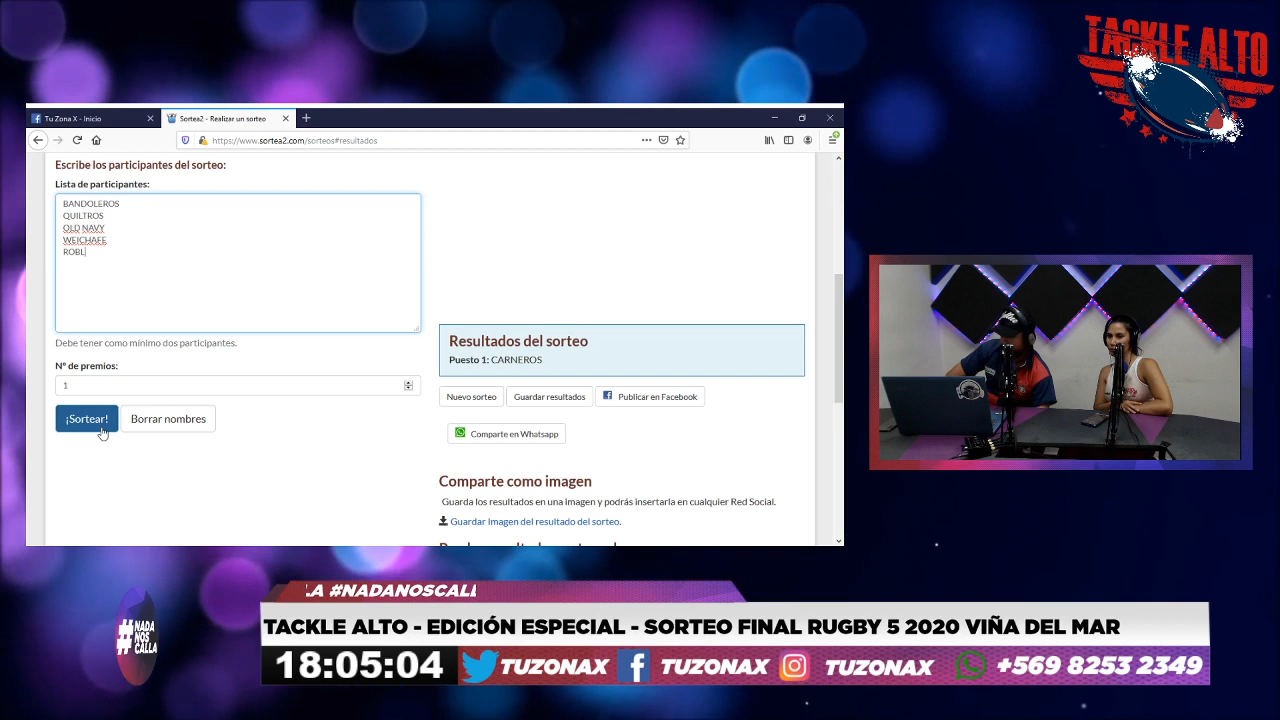 TACKLE ALTO
Tu Zona X - Inicio
Sortea2 - Realizar un sorteo
https://www.sortea2.com/sorteos#resultados
Escribe los participantes del sorteo:
Lista de participantes:
BANDOLEROS
QUILTROS
OLD NAVY
WEICHAFE
ROBL
Debe tener como mínimo dos participantes.
Nº de premios:
1
¡Sortear!
Borrar nombres
Resultados del sorteo
Puesto 1: CARNEROS
Nuevo sorteo
Guardar resultados
Publicar en Facebook
Comparte en Whatsapp
Comparte como imagen
Guarda los resultados en una imagen y podrás insertarla en cualquier Red Social.
Guardar Imagen del resultado del sorteo.
LA #NADANOSCALL
#NADA
NOS
CALLA
TACKLE ALTO - EDICIÓN ESPECIAL - SORTEO FINAL RUGBY 5 2020 VIÑA DEL MAR
18:05:04 TUZONAX TUZONAX TUZONAX +569 8253 2349